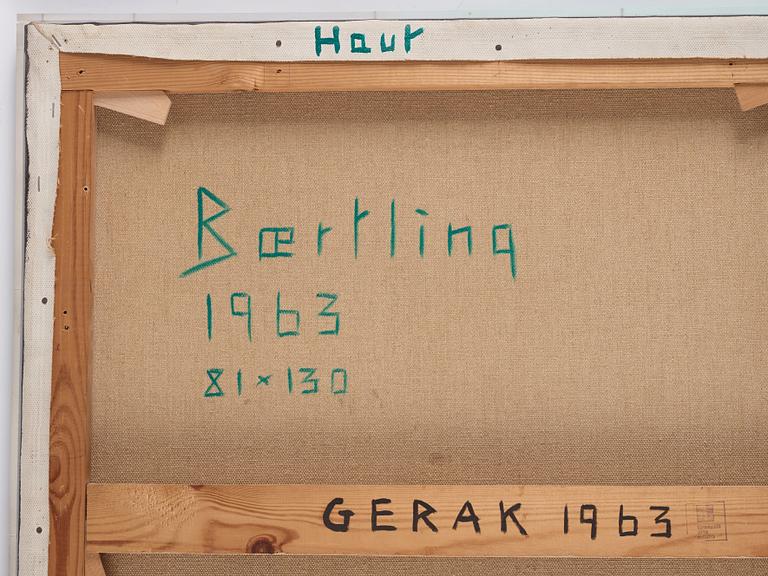 Haut
Bærtling
1963
81×130
GERAK 1963